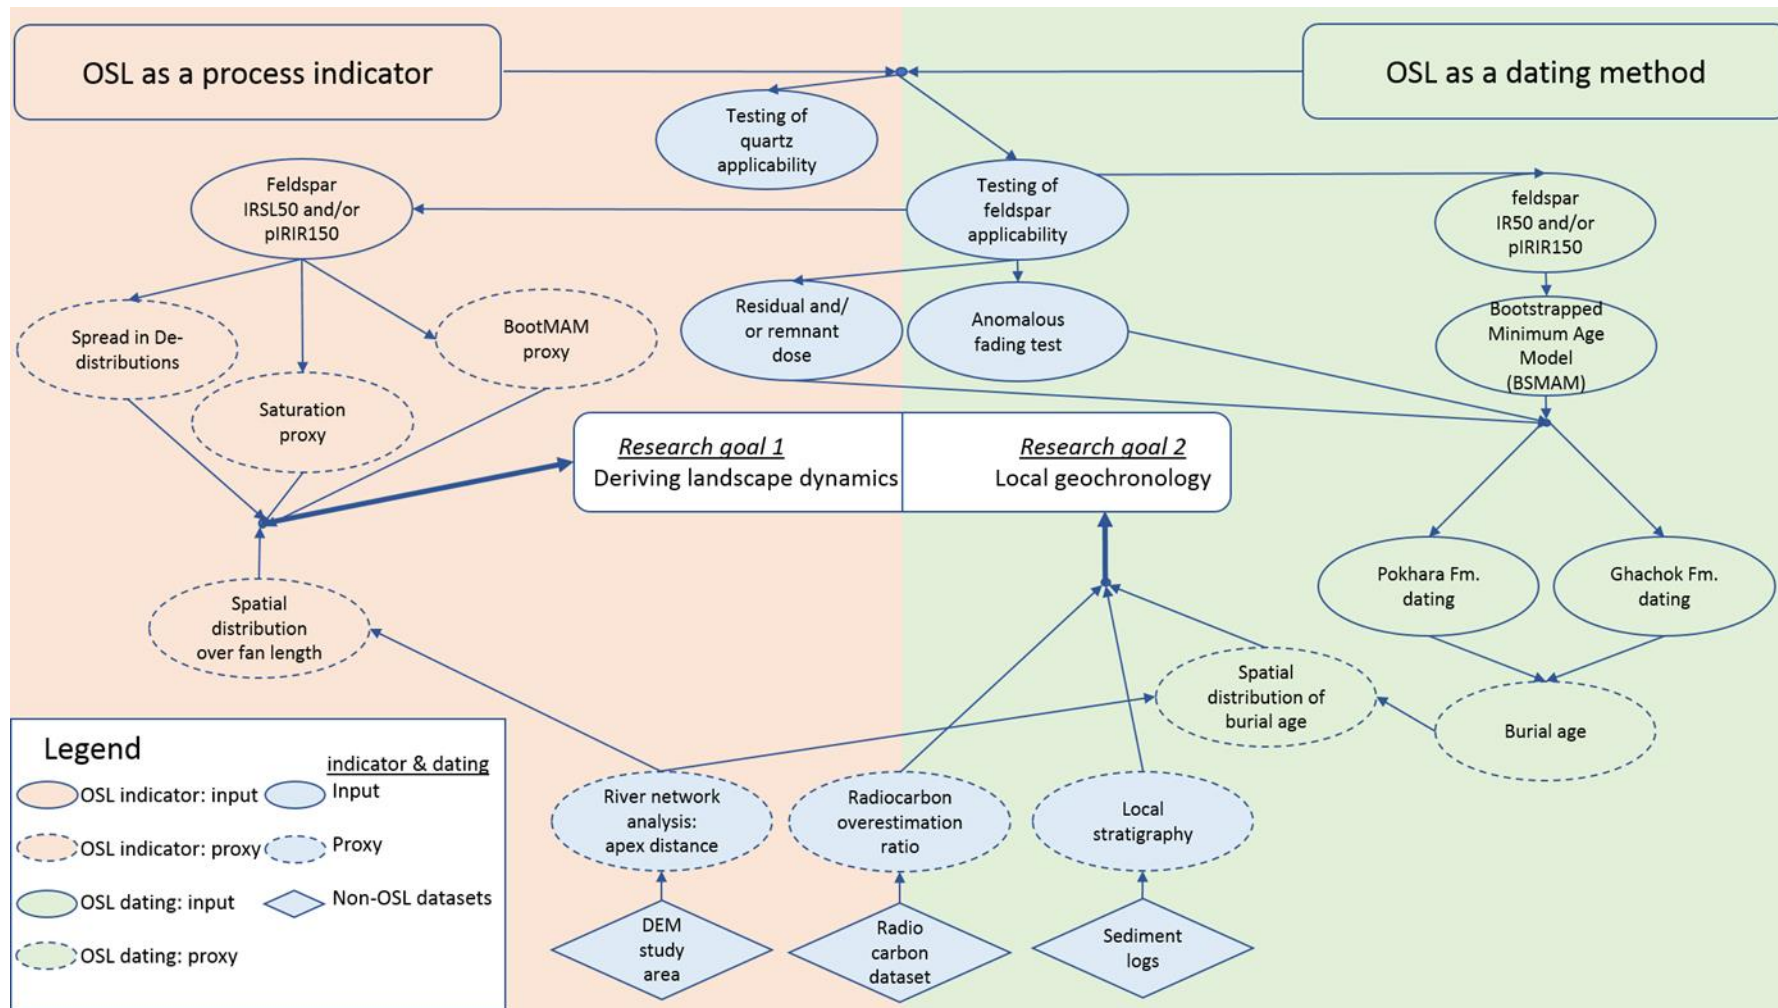 OSL as a process indicator
OSL as a dating method
Testing of
quartz
applicability
Feldspar
IRSL50 and/or
pIRIR150
Testing of
feldspar
applicability
feldspar
IR50 and/or
pIRIR150
Spread in De-
distributions
BootMAM
proxy
Residual and/
or remnant
dose
Anomalous
fading test
Bootstrapped
Minimum Age
Model
(BSMAM)
Saturation
proxy
Research goal 1
Deriving landscape dynamics
Research goal 2
Local geochronology
Pokhara Fm.
dating
Ghachok Fm.
dating
Spatial
distribution
over fan length
Spatial
distribution of
burial age
Burial age
River network
analysis:
apex distance
Radiocarbon
overestimation
ratio
Local
stratigraphy
DEM
study
area
Radio
carbon
dataset
Sediment
logs
Legend
indicator & dating
OSL indicator: input
Input
OSL indicator: proxy
Proxy
OSL dating: input
Non-OSL datasets
OSL dating: proxy